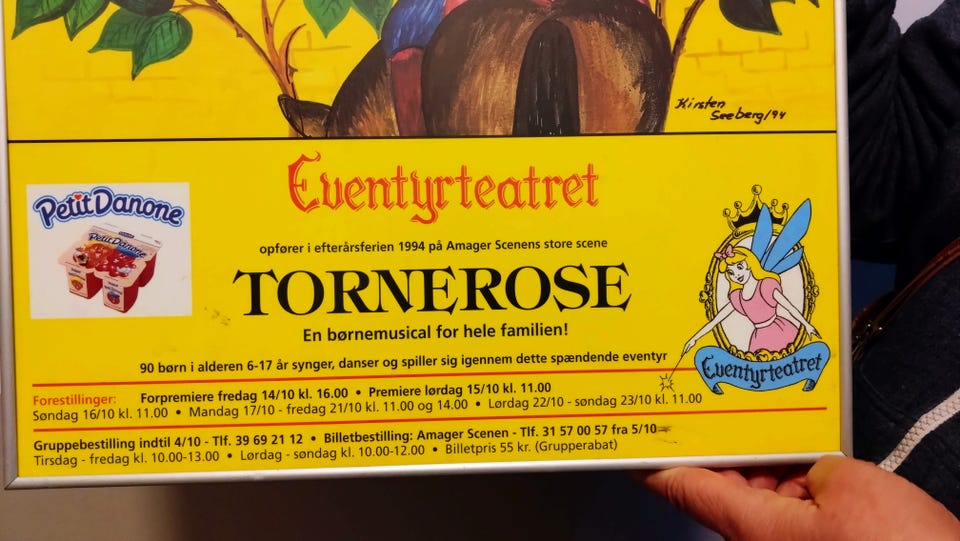 Kirsten
Seeberg/94
Eventyrteatret
Petit Danone
Petit Danone
opfører i efterårsferien 1994 på Amager Scenens store scene
TORNEROSE
En børnemusical for hele familien!
90 børn i alderen 6-17 år synger, danser og spiller sig igennem dette spændende eventyr
Eventyrteatret
Forestillinger: Forpremiere fredag 14/10 kl. 16.00 • Premiere lørdag 15/10 kl. 11.00
Søndag 16/10 kl. 11.00 • Mandag 17/10 - fredag 21/10 kl. 11.00 og 14.00 • Lørdag 22/10 - søndag 23/10 kl. 11.00
Gruppebestilling indtil 4/10 - Tlf. 39 69 21 12 • Billetbestilling: Amager Scenen - Tlf. 31 57 00 57 fra 5/10
Tirsdag - fredag kl. 10.00-13.00 • Lørdag - søndag kl. 10.00-12.00 • Billetpris 55 kr. (Grupperabat)